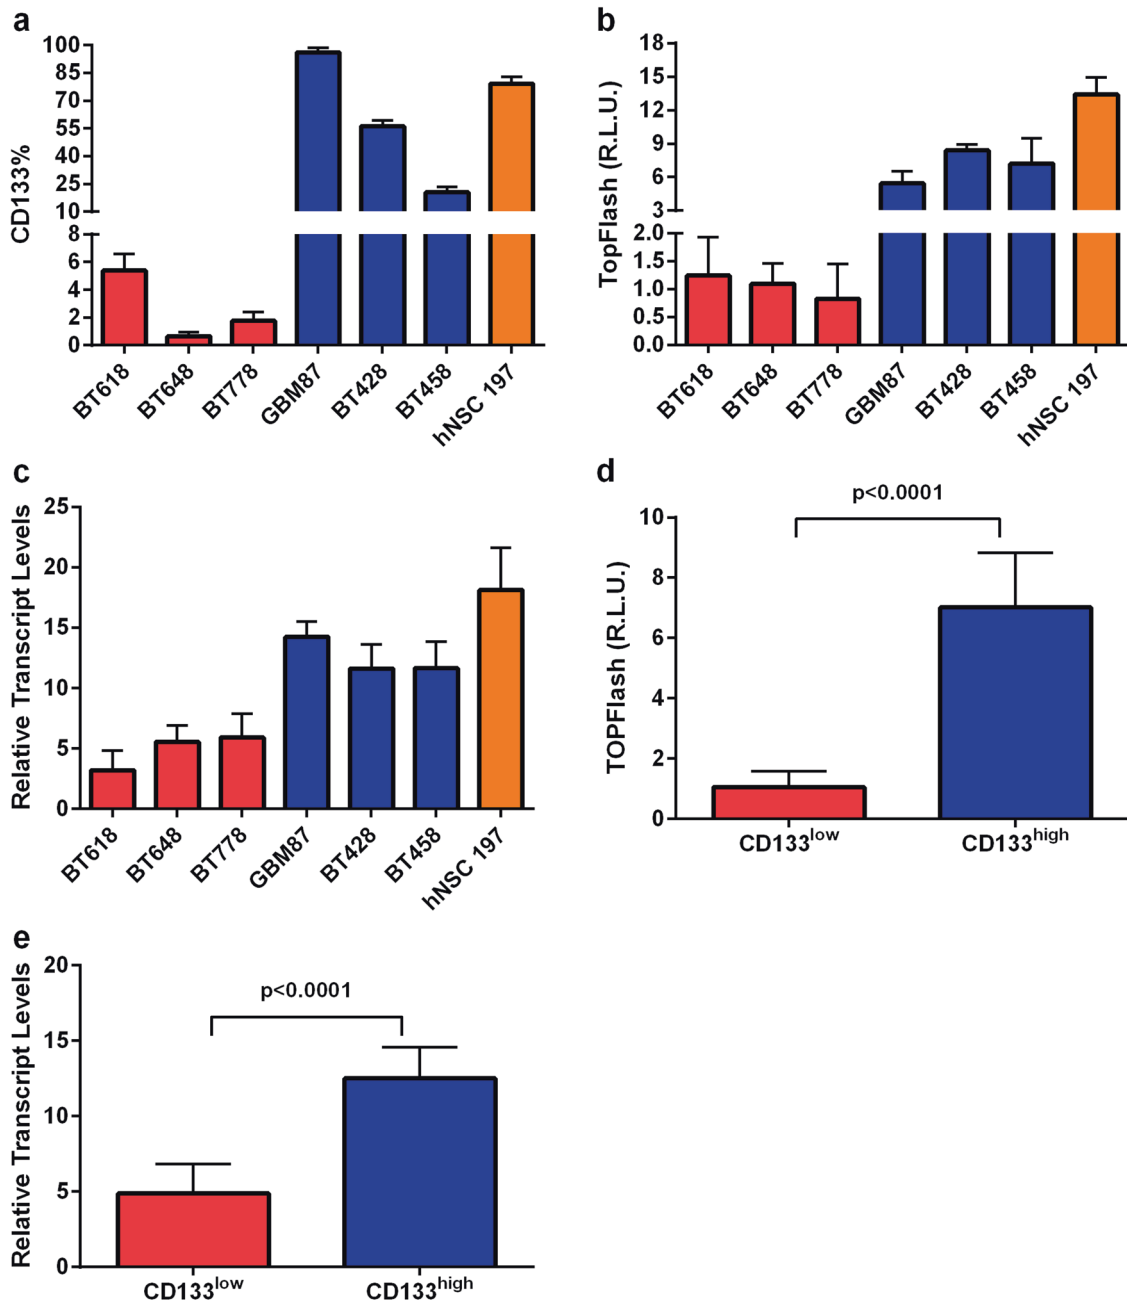 a
CD133%
100
85
70
55
40
25
10
8
6
4
2
0
BT618
BT648
BT778
GBM87
BT428
BT458
hNSC 197
b
TopFlash (R.L.U.)
18
15
12
9
6
3
2.0
1.5
1.0
0.5
0.0
BT618
BT648
BT778
GBM87
BT428
BT458
hNSC 197
c
Relative Transcript Levels
25
20
15
10
5
0
BT618
BT648
BT778
GBM87
BT428
BT458
hNSC 197
d
p<0.0001
TOPFlash (R.L.U.)
10
8
6
4
2
0
CD133low
CD133high
e
p<0.0001
Relative Transcript Levels
20
15
10
5
0
CD133low
CD133high